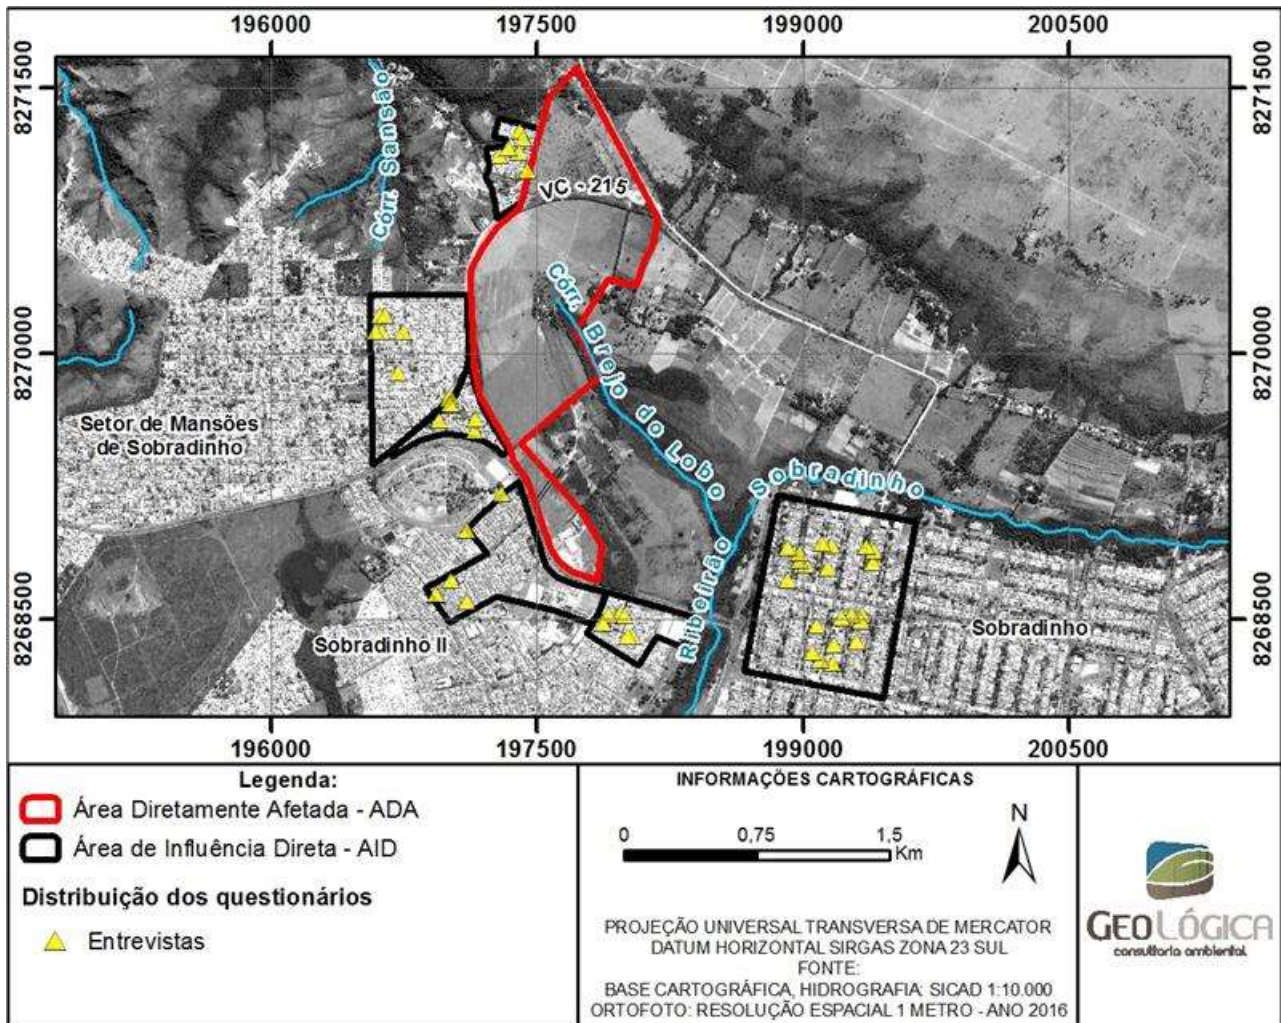 196000 197500 199000 200500
8271500 8271500
Córr. Sansão
VC - 215
Córr. Brejo do Lobo
8270000 8270000
Setor de Mansões
de Sobradinho
Ribeirão Sobradinho
8268500 8268500
Sobradinho II
Sobradinho
196000 197500 199000 200500
Legenda:
Área Diretamente Afetada - ADA
Área de Influência Direta - AID
Distribuição dos questionários
Entrevistas
INFORMAÇÕES CARTOGRÁFICAS
0 0,75 1,5
Km
N
PROJEÇÃO UNIVERSAL TRANSVERSA DE MERCATOR
DATUM HORIZONTAL SIRGAS ZONA 23 SUL
FONTE:
BASE CARTOGRÁFICA, HIDROGRAFIA: SICAD 1:10.000
ORTOFOTO: RESOLUÇÃO ESPACIAL 1 METRO - ANO 2016
GEOLÓGICA
consultoria ambiental